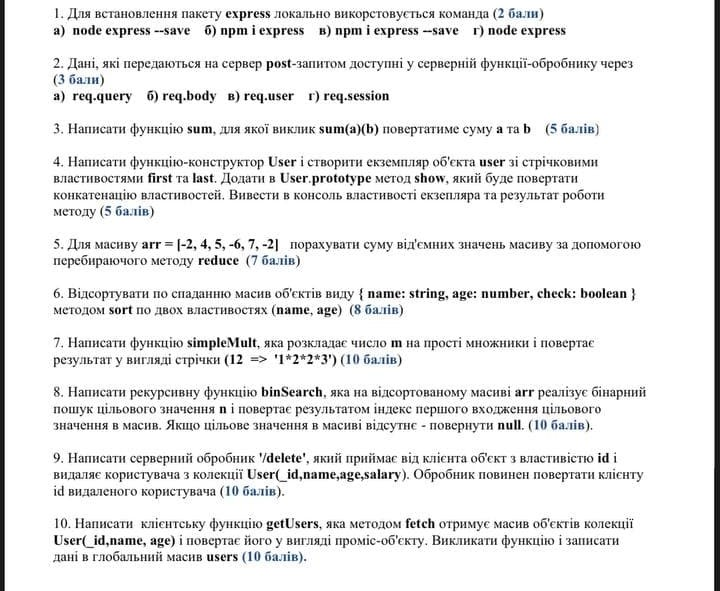 1. Для встановлення пакету express локально викорстовується команда (2 бали)
а) node express --save б) npm i express в) npm i express --save г) node express
2. Дані, які передаються на сервер post-запитом доступні у серверній функції-обробнику через
(3 бали)
а) req.query б) req.body в) req.user г) req.session
3. Написати функцію sum, для якої виклик sum(a)(b) повертатиме суму a та b (5 балів)
4. Написати функцію-конструктор User і створити екземпляр об'єкта user зі стрічковими
властивостями first та last. Додати в User.prototype метод show, який буде повертати
конкатенацію властивостей. Вивести в консоль властивості екзепляра та результат роботи
методу (5 балів)
5. Для масиву arr = [-2, 4, 5, -6, 7, -2] порахувати суму від'ємних значень масиву за допомогою
перебираючого методу reduce (7 балів)
6. Відсортувати по спаданню масив об'єктів виду { name: string, age: number, check: boolean }
методом sort по двох властивостях (name, age) (8 балів)
7. Написати функцію simpleMult, яка розкладає число m на прості множники і повертає
результат у вигляді стрічки (12 => '1*2*2*3') (10 балів)
8. Написати рекурсивну функцію binSearch, яка на відсортованому масиві arr реалізує бінарний
пошук цільового значення n і повертає результатом індекс першого входження цільового
значення в масив. Якщо цільове значення в масиві відсутнє - повернути null. (10 балів).
9. Написати серверний обробник '/delete', який приймає від клієнта об'єкт з властивістю id і
видаляє користувача з колекції User(_id,name,age,salary). Обробник повинен повертати клієнту
id видаленого користувача (10 балів).
10. Написати клієнтську функцію getUsers, яка методом fetch отримує масив об'єктів колекції
User(_id,name, age) і повертає його у вигляді проміс-об'єкту. Викликати функцію і записати
дані в глобальний масив users (10 балів).